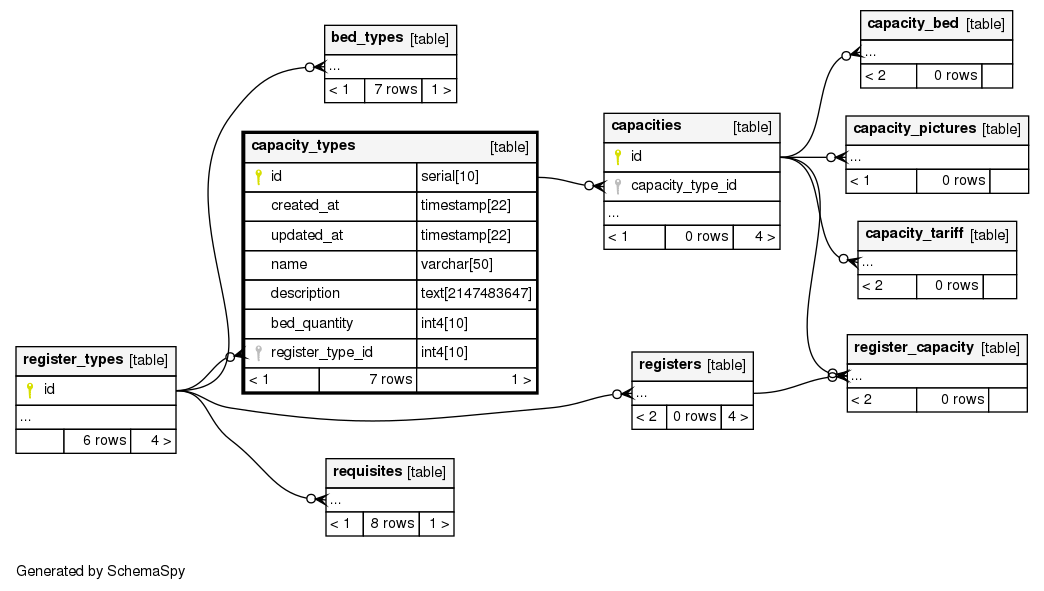 bed_types [table]
...
< 1 7 rows 1 >
capacity_types [table]
id serial[10]
created_at timestamp[22]
updated_at timestamp[22]
name varchar[50]
description text[2147483647]
bed_quantity int4[10]
register_type_id int4[10]
< 1 7 rows 1 >
register_types [table]
id
...
6 rows 4 >
requisites [table]
...
< 1 8 rows 1 >
capacities [table]
id
capacity_type_id
...
< 1 0 rows 4 >
registers [table]
...
< 2 0 rows 4 >
capacity_bed [table]
...
< 2 0 rows
capacity_pictures [table]
...
< 1 0 rows
capacity_tariff [table]
...
< 2 0 rows
register_capacity [table]
...
< 2 0 rows
Generated by SchemaSpy